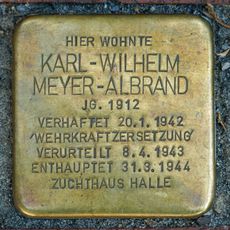 HIER WOHNTE
KARL-WILHELM
MEYER-ALBRAND
JG. 1912
VERHAFTET 20.1.1942
'WEHRKRAFTZERSETZUNG'
VERURTEILT 8.4.1943
ENTHAUPTET 31.3.1944
ZUCHTHAUS HALLE